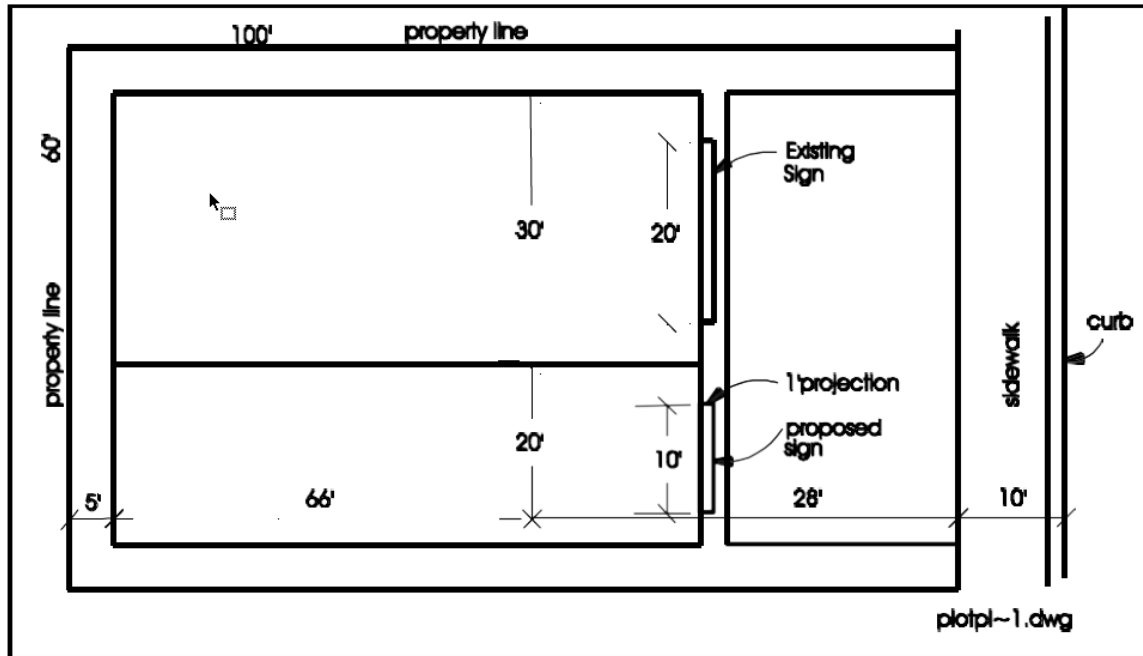 100'
property line
60'
Existing
Sign
30'
20'
property line
curb
sidewalk
1'projection
proposed
sign
20'
10'
5'
66'
28'
10'
plotpl~1.dwg